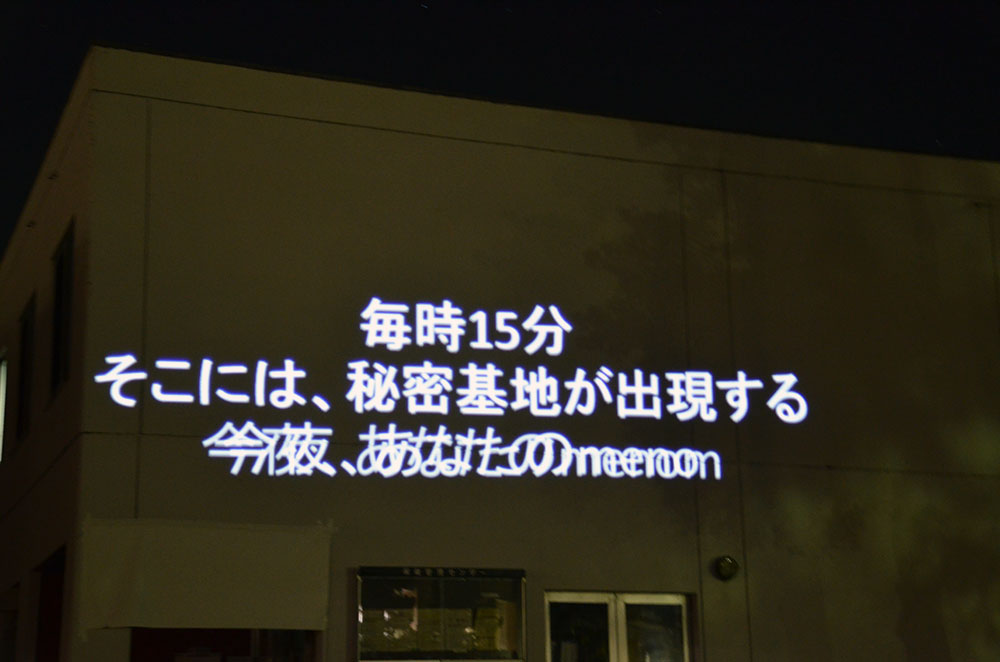 毎時15分
そこには、秘密基地が出現する
今夜、あなたの